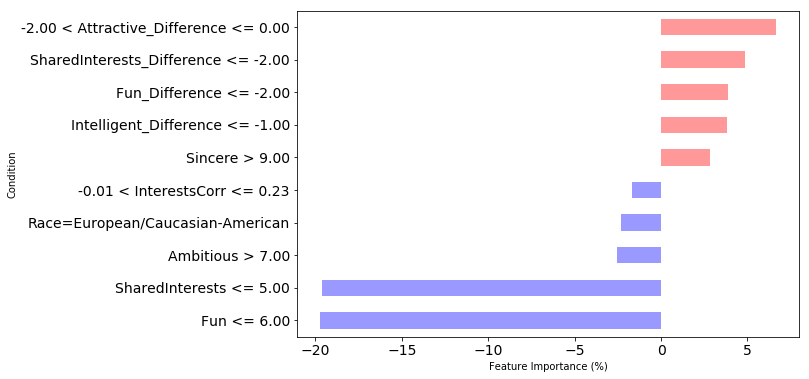 -2.00 < Attractive_Difference <= 0.00
SharedInterests_Difference <= -2.00
Fun_Difference <= -2.00
Intelligent_Difference <= -1.00
Sincere > 9.00
-0.01 < InterestsCorr <= 0.23
Race=European/Caucasian-American
Ambitious > 7.00
SharedInterests <= 5.00
Fun <= 6.00
Condition
−20 −15 −10 −5 0 5
Feature Importance (%)